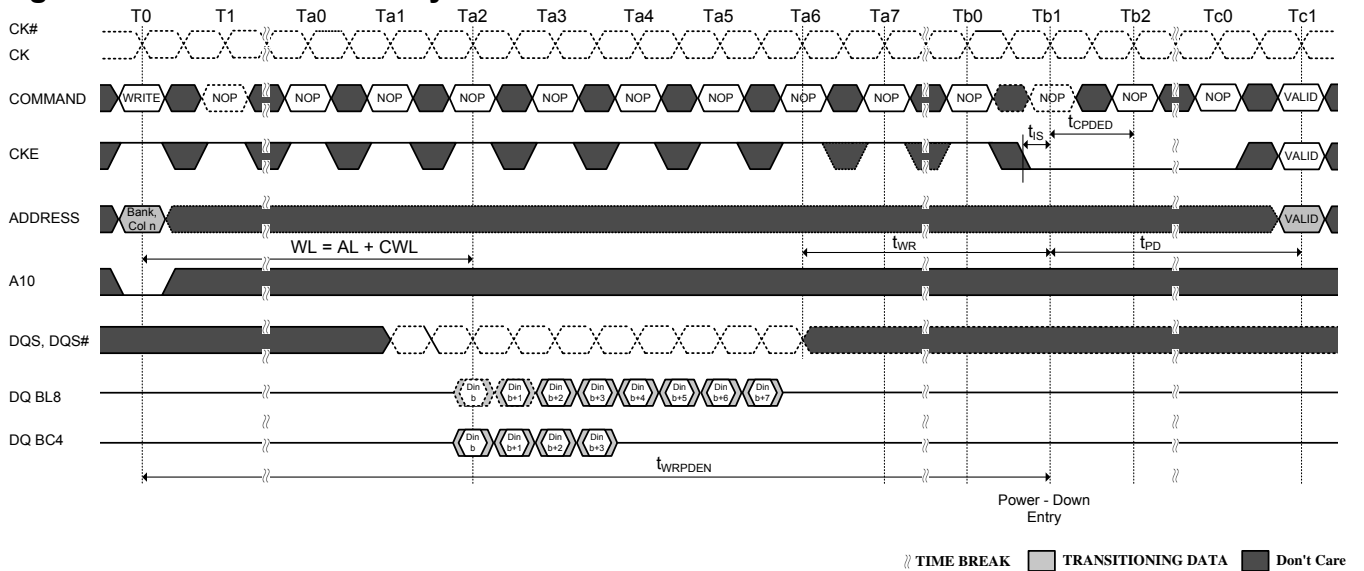 T0 T1 Ta0 Ta1 Ta2 Ta3 Ta4 Ta5 Ta6 Ta7 Tb0 Tb1 Tb2 Tc0 Tc1
CK#
CK
COMMAND WRITE NOP NOP NOP NOP NOP NOP NOP NOP NOP NOP NOP NOP NOP VALID
tIS tCPDED
CKE VALID
ADDRESS Bank, Col n VALID
WL = AL + CWL tWR tPD
A10
DQS, DQS#
DQ BL8 Din b Din b+1 Din b+2 Din b+3 Din b+4 Din b+5 Din b+6 Din b+7
DQ BC4 Din b Din b+1 Din b+2 Din b+3
tWRPDEN
Power - Down
Entry
TIME BREAK TRANSITIONING DATA Don't Care